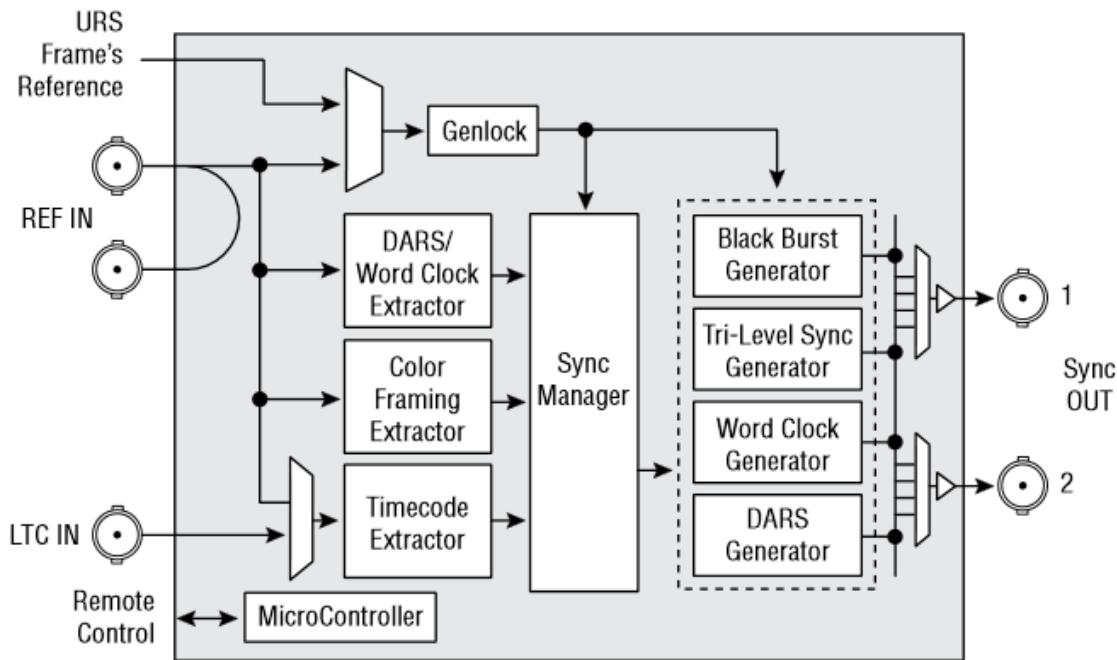 URS
Frame's
Reference
Genlock
REF IN
DARS/
Word Clock
Extractor
Color
Framing
Extractor
Timecode
Extractor
LTC IN
Remote
Control
MicroController
Sync
Manager
Black Burst
Generator
Tri-Level Sync
Generator
Word Clock
Generator
DARS
Generator
1
Sync
OUT
2